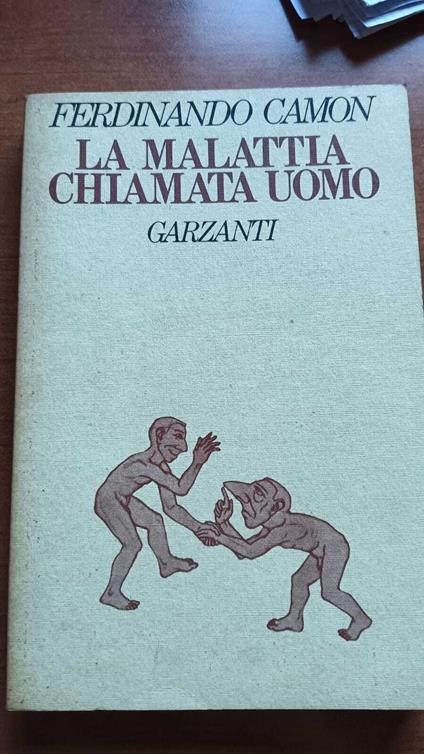 FERDINANDO CAMON
LA MALATTIA
CHIAMATA UOMO
GARZANTI